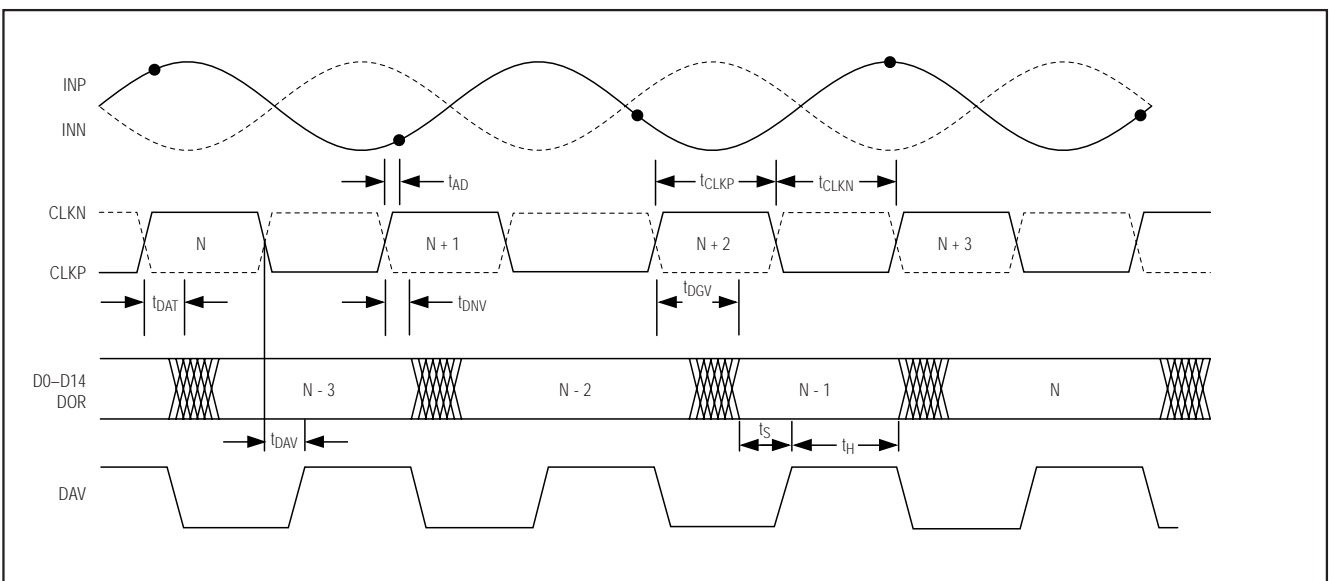 INP
INN
tAD
tCLKP
tCLKN
CLKN
N
N + 1
N + 2
N + 3
CLKP
tDAT
tDNV
tDGV
D0–D14
DOR
N - 3
N - 2
N - 1
N
tDAV
tS
tH
DAV